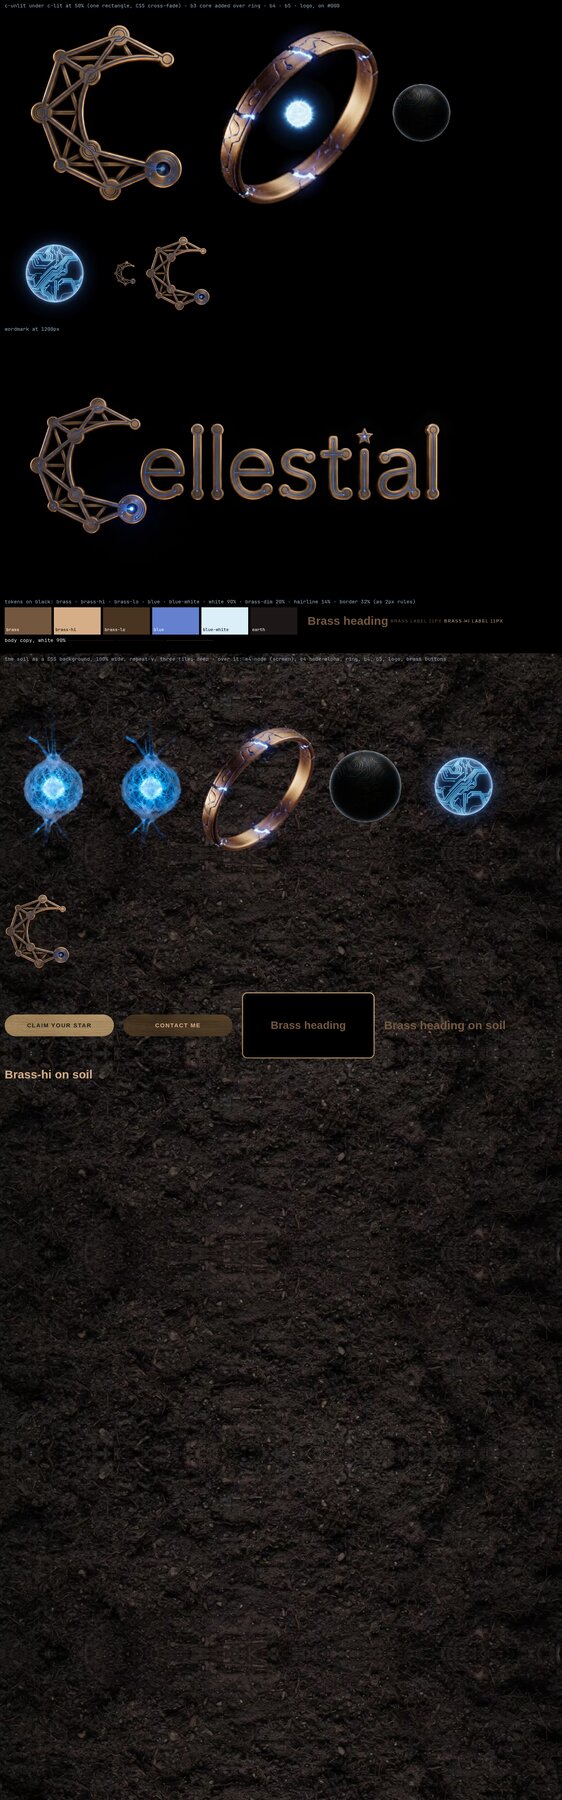 c-unlit under c-lit at 50% (one rectangle, CSS cross-fade) · b3 core added over ring · b4 · b5 · logo, on #000
wordmark at 1200px
Cellestial
tokens on black: brass · brass-hi · brass-lo · blue · blue-white · white 90% · brass-dim 20% · hairline 14% · border 32% (as 2px rules)
brass
brass-hi
brass-lo
blue
blue-white
earth
Brass heading
BRASS LABEL 11PX
BRASS-HI LABEL 11PX
body copy, white 90%
the soil as a CSS background, 100% wide, repeat-y, three tiles deep · over it: e4 node (screen), e4 node alpha, ring, b4, b5, logo, brass buttons
CLAIM YOUR STAR
CONTACT ME
Brass heading
Brass heading on soil
Brass-hi on soil